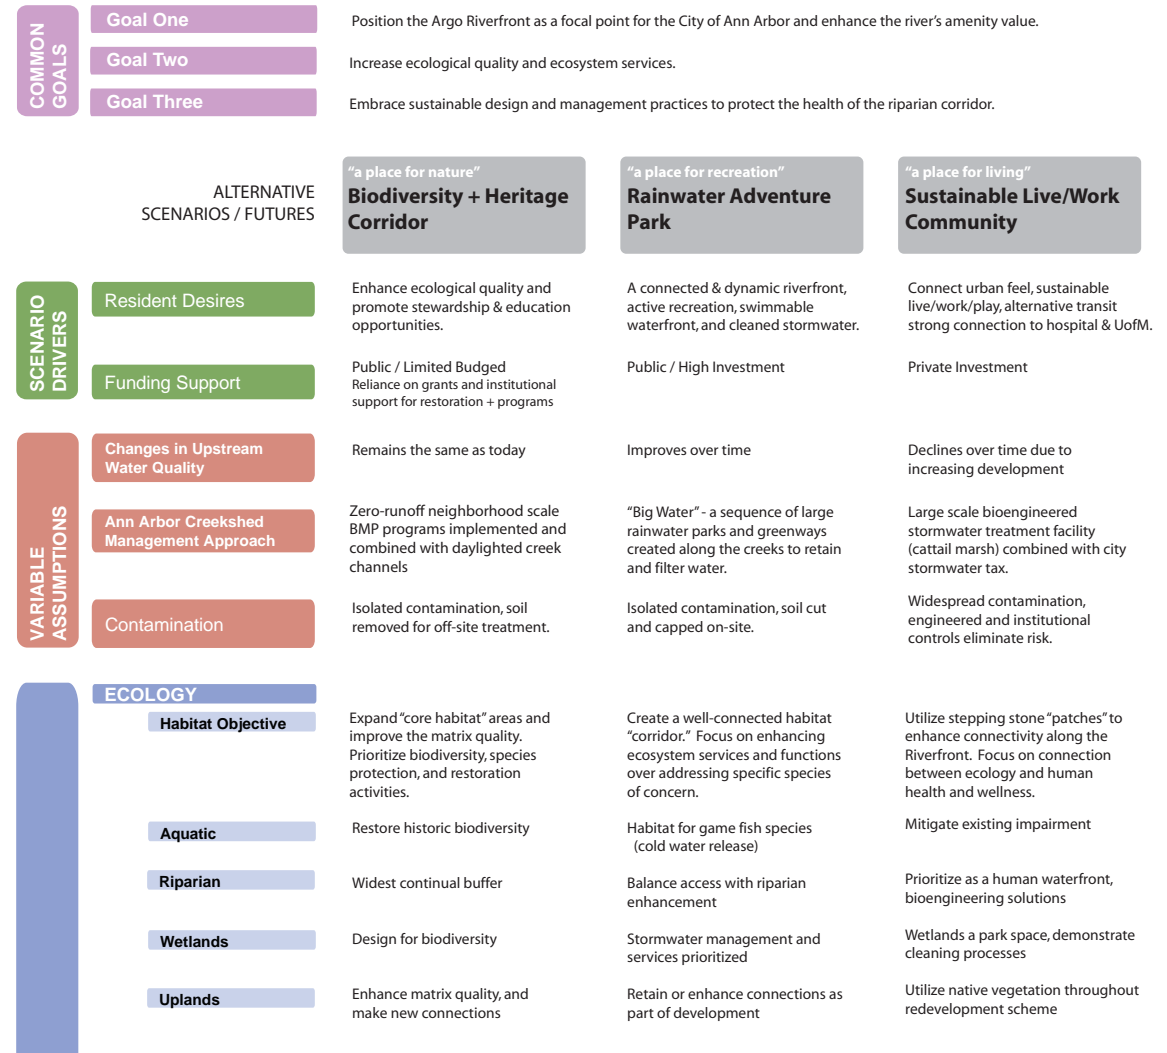 COMMON
GOALS
Goal One
Position the Argo Riverfront as a focal point for the City of Ann Arbor and enhance the river's amenity value.
Goal Two
Increase ecological quality and ecosystem services.
Goal Three
Embrace sustainable design and management practices to protect the health of the riparian corridor.
ALTERNATIVE
SCENARIOS / FUTURES
"a place for nature"
Biodiversity + Heritage
Corridor
"a place for recreation"
Rainwater Adventure
Park
"a place for living"
Sustainable Live/Work
Community
SCENARIO
DRIVERS
Resident Desires
Enhance ecological quality and
promote stewardship & education
opportunities.
A connected & dynamic riverfront,
active recreation, swimmable
waterfront, and cleaned stormwater.
Connect urban feel, sustainable
live/work/play, alternative transit
strong connection to hospital & UofM.
Funding Support
Public / Limited Budged
Reliance on grants and institutional
support for restoration + programs
Public / High Investment
Private Investment
VARIABLE
ASSUMPTIONS
Changes in Upstream
Water Quality
Remains the same as today
Improves over time
Declines over time due to
increasing development
Ann Arbor Creekshed
Management Approach
Zero-runoff neighborhood scale
BMP programs implemented and
combined with daylighted creek
channels
"Big Water" - a sequence of large
rainwater parks and greenways
created along the creeks to retain
and filter water.
Large scale bioengineered
stormwater treatment facility
(cattail marsh) combined with city
stormwater tax.
Contamination
Isolated contamination, soil
removed for off-site treatment.
Isolated contamination, soil cut
and capped on-site.
Widespread contamination,
engineered and institutional
controls eliminate risk.
ECOLOGY
Habitat Objective
Expand "core habitat" areas and
improve the matrix quality.
Prioritize biodiversity, species
protection, and restoration
activities.
Create a well-connected habitat
"corridor." Focus on enhancing
ecosystem services and functions
over addressing specific species
of concern.
Utilize stepping stone "patches" to
enhance connectivity along the
Riverfront. Focus on connection
between ecology and human
health and wellness.
Aquatic
Restore historic biodiversity
Habitat for game fish species
(cold water release)
Mitigate existing impairment
Riparian
Widest continual buffer
Balance access with riparian
enhancement
Prioritize as a human waterfront,
bioengineering solutions
Wetlands
Design for biodiversity
Stormwater management and
services prioritized
Wetlands a park space, demonstrate
cleaning processes
Uplands
Enhance matrix quality, and
make new connections
Retain or enhance connections as
part of development
Utilize native vegetation throughout
redevelopment scheme